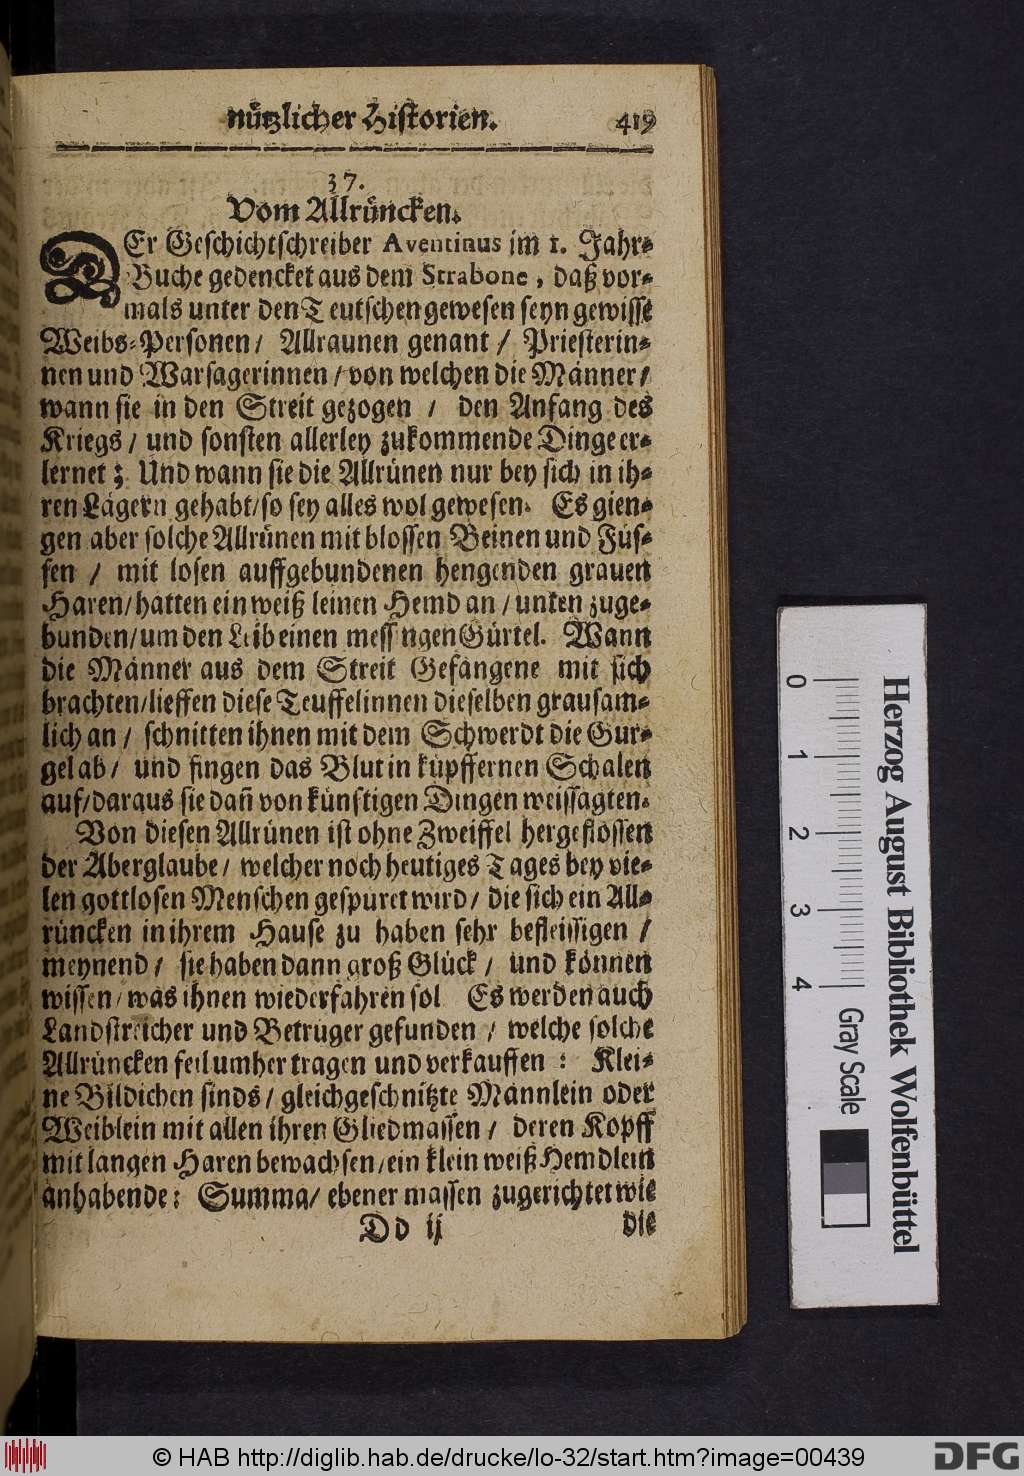 nützlicher Historien. 419
37.
Vom Allrüncken.
DEr Geschichtschreiber Aventinus im 1. Jahr-
Buche gedencket aus dem Strabone, daß vor-
mals unter den Teutschen gewesen seyn gewisse
Weibs-Personen / Allraunen genant / Priesterin-
nen und Warsagerinnen / von welchen die Männer /
wann sie in den Streit gezogen / den Anfang des
Kriegs / und sonsten allerley zukommende Dinge er-
lernet; Und wann sie die Allrünen nur bey sich in ih-
ren Lägern gehabt / so sey alles wol gewesen. Es gien-
gen aber solche Allrünen mit blossen Beinen und Füs-
sen / mit losen auffgebundenen hengenden grauen
Haren / hatten ein weiß leinen Hemd an / unten zuge-
bunden / um den Leib einen messingen Gürtel. Wann
die Männer aus dem Streit Gefangene mit sich
brachten / lieffen diese Teuffelinnen dieselben grausam-
lich an / schnitten ihnen mit dem Schwerdt die Gur-
gel ab / und fingen das Blut in küpffernen Schalen
auf / daraus sie dañ von künftigen Dingen weissagten.
Von diesen Allrünen ist ohne Zweiffel hergeflossen
der Aberglaube / welcher noch heutiges Tages bey vie-
len gottlosen Menschen gespüret wird / die sich ein All-
rüncken in ihrem Hause zu haben sehr befleissigen /
meynend / sie haben dann groß Glück / und können
wissen / was ihnen wiederfahren sol Es werden auch
Landstreicher und Betrüger gefunden / welche solche
Allrüncken feil umher tragen und verkauffen: Klei-
ne Bildichen sinds / gleichgeschnitzte Männlein oder
Weiblein mit allen ihren Gliedmassen / deren Kopff
mit langen Haren bewachsen / ein klein weiß Hemdlein
anhabende: Summa / ebener massen zugerichtet wie
Dd ij die
0 1 2 3 4 Gray Scale
Herzog August Bibliothek Wolfenbüttel
© HAB http://diglib.hab.de/drucke/lo-32/start.htm?image=00439 DFG